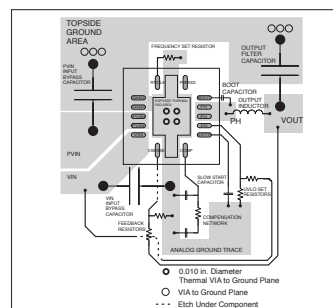 TOPSIDE
GROUND
AREA
FREQUENCY SET RESISTOR
OUTPUT
FILTER
CAPACITOR
PVIN
INPUT
BYPASS
CAPACITOR
BOOT
CAPACITOR
OUTPUT
INDUCTOR
PH
VOUT
EXPOSED THERMAL
PAD AREA
PVIN
VIN
VSENSE
COMP
SLOW START
CAPACITOR
UVLO SET
RESISTORS
VIN
INPUT
BYPASS
CAPACITOR
FEEDBACK
RESISTORS
COMPENSATION
NETWORK
ANALOG GROUND TRACE
0.010 in. Diameter
Thermal VIA to Ground Plane
VIA to Ground Plane
Etch Under Component